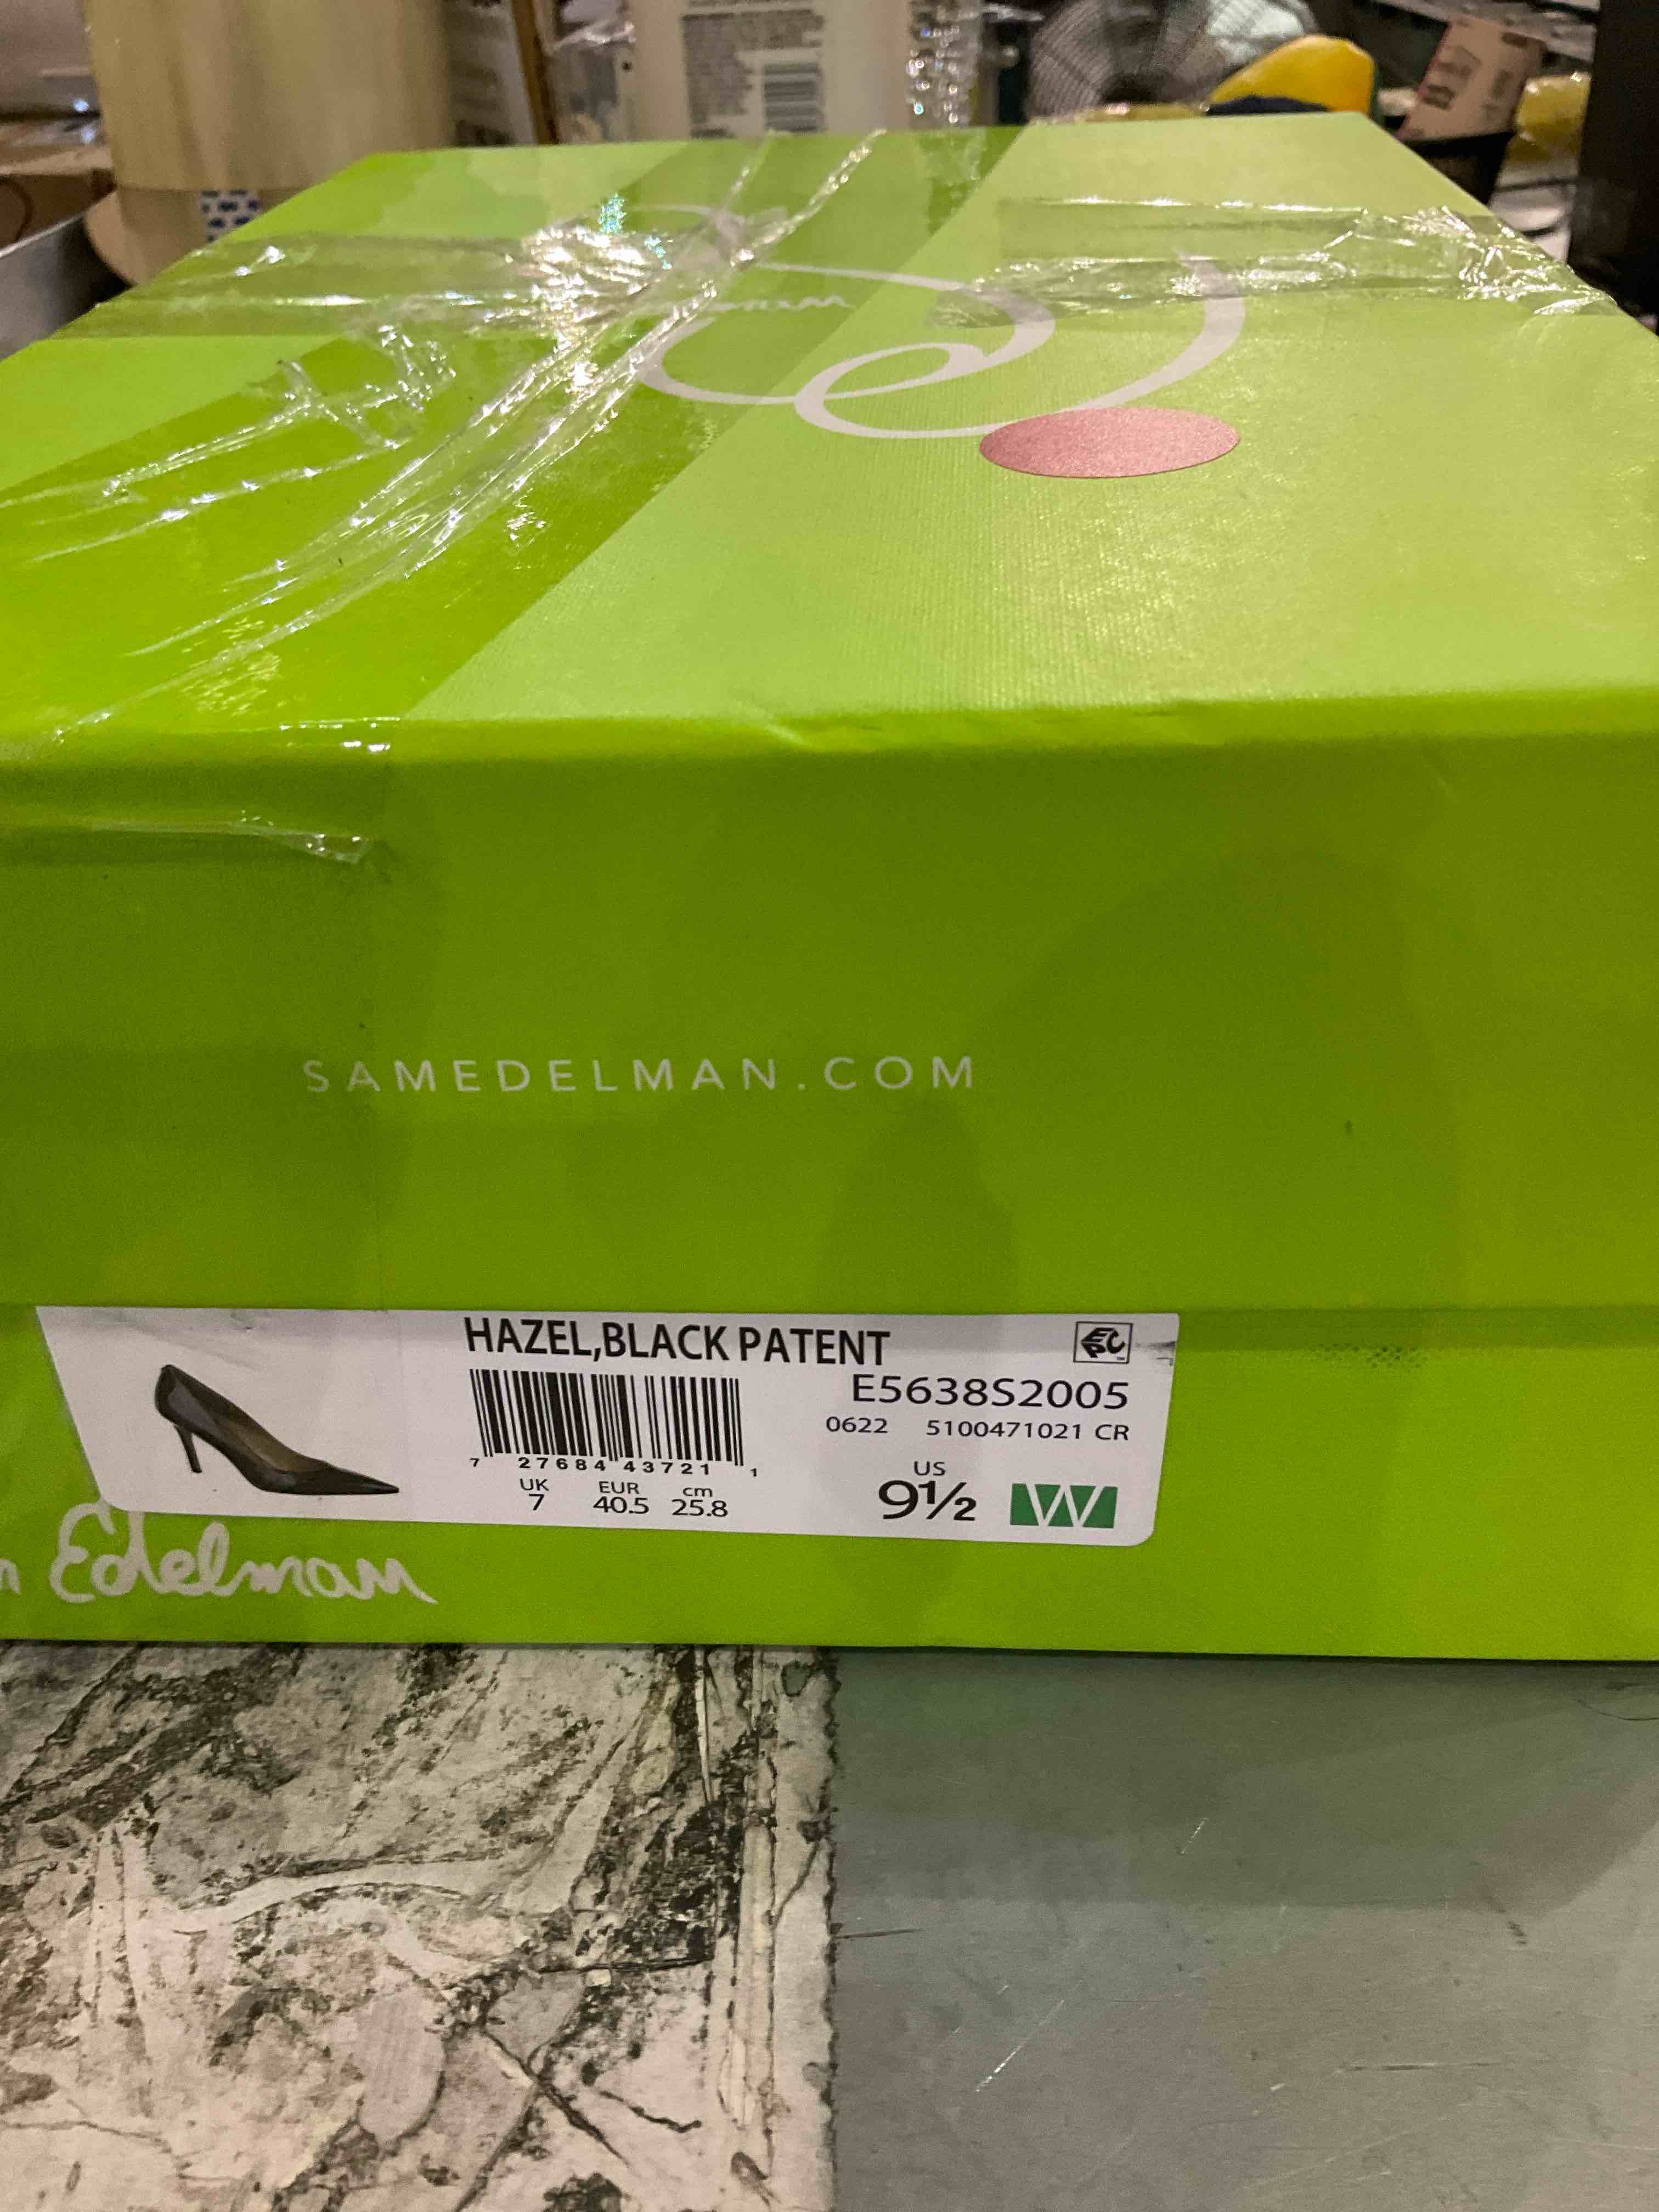 SAMEDELMAN.COM
HAZEL,BLACK PATENT
E5638S2005
0622 5100471021 CR
7 27684 43721 1
UK EUR cm
7 40.5 25.8
US
9½ W
Edelman